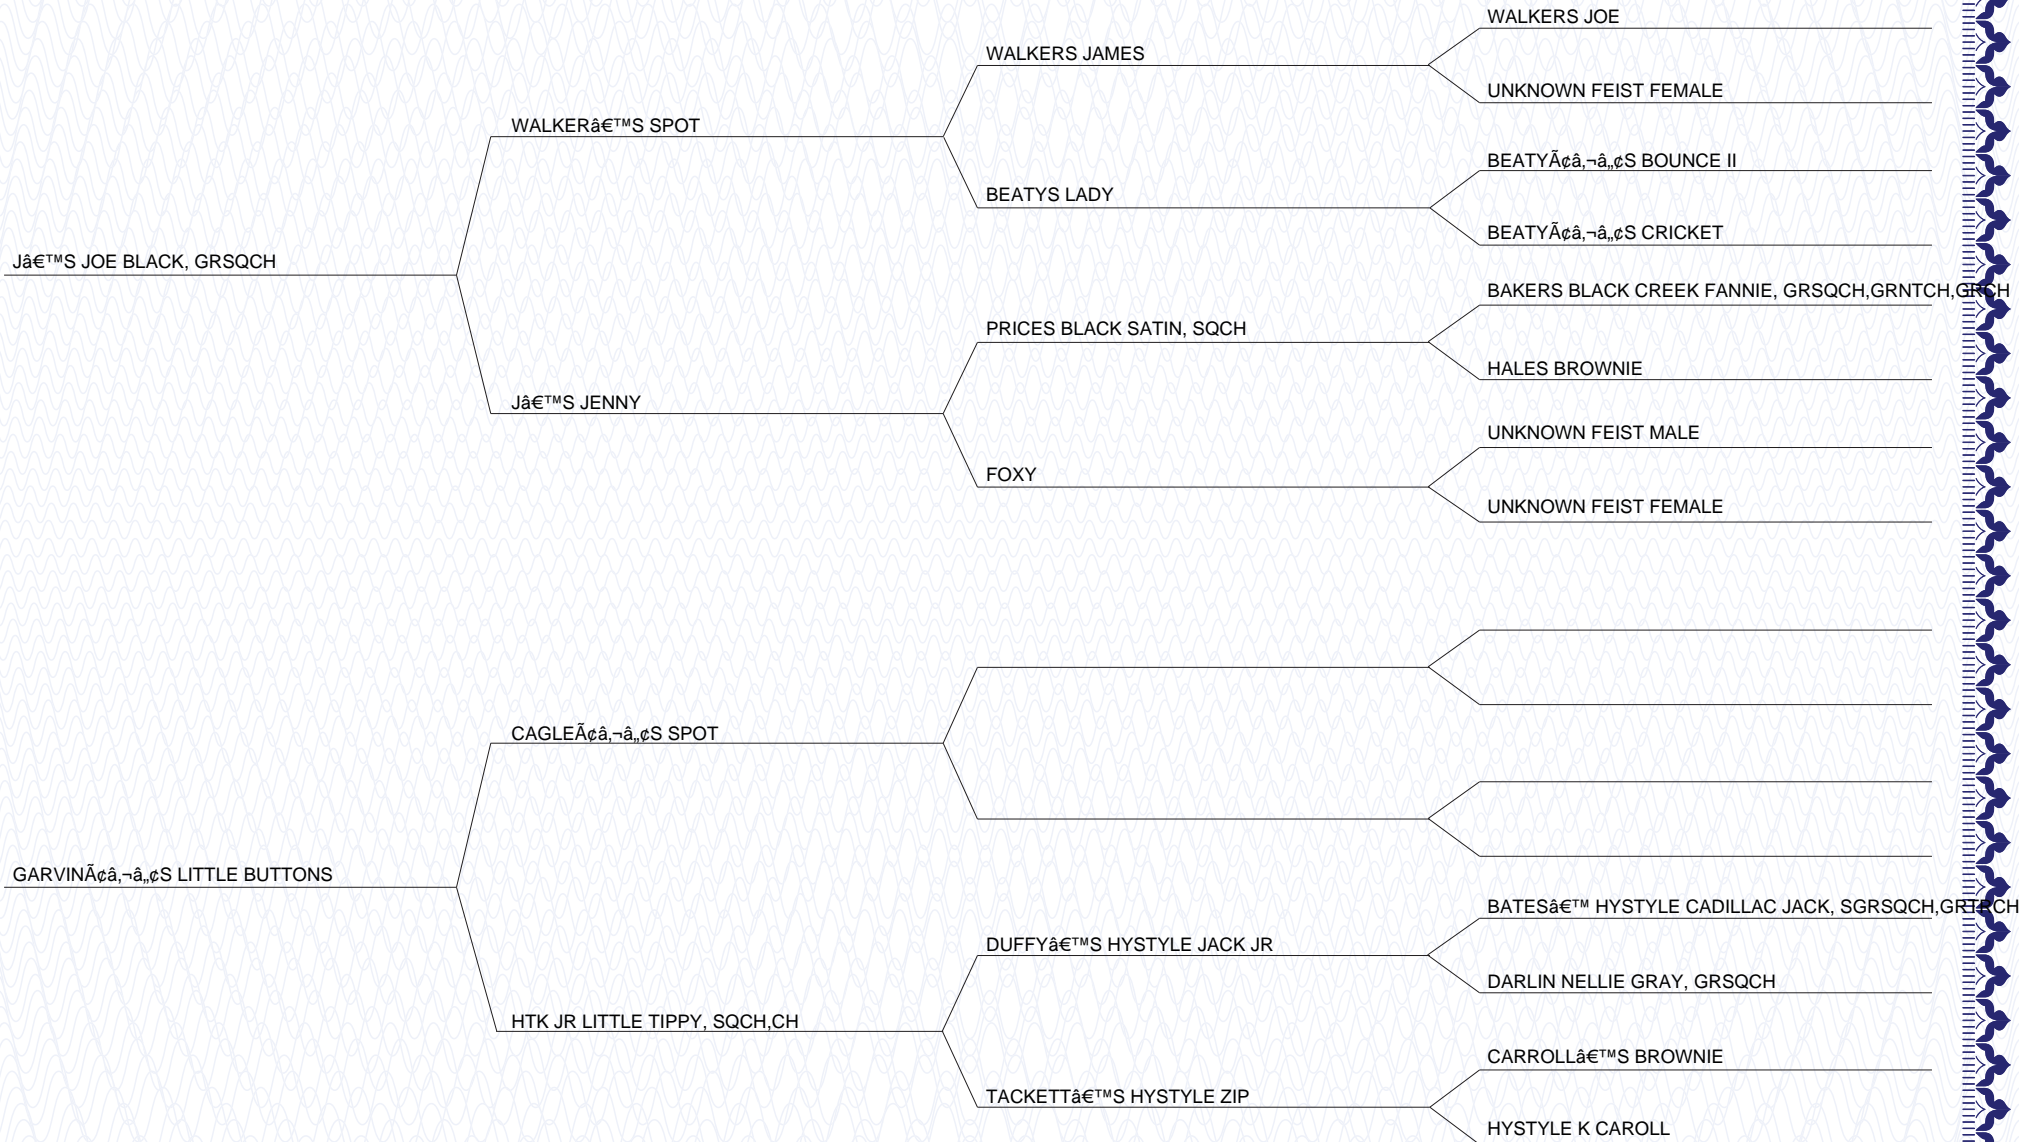 WALKERS JOE
WALKERS JAMES
UNKNOWN FEIST FEMALE
WALKERâ€™S SPOT
BEATYÃ¢â‚¬â„¢S BOUNCE II
BEATYS LADY
BEATYÃ¢â‚¬â„¢S CRICKET
Jâ€™S JOE BLACK, GRSQCH
BAKERS BLACK CREEK FANNIE, GRSQCH,GRNTCH,GRCH
PRICES BLACK SATIN, SQCH
HALES BROWNIE
Jâ€™S JENNY
UNKNOWN FEIST MALE
FOXY
UNKNOWN FEIST FEMALE
CAGLEÃ¢â‚¬â„¢S SPOT
GARVINÃ¢â‚¬â„¢S LITTLE BUTTONS
BATESâ€™ HYSTYLE CADILLAC JACK, SGRSQCH,GRTRCH
DUFFYâ€™S HYSTYLE JACK JR
DARLIN NELLIE GRAY, GRSQCH
HTK JR LITTLE TIPPY, SQCH,CH
CARROLLâ€™S BROWNIE
TACKETTâ€™S HYSTYLE ZIP
HYSTYLE K CAROLL